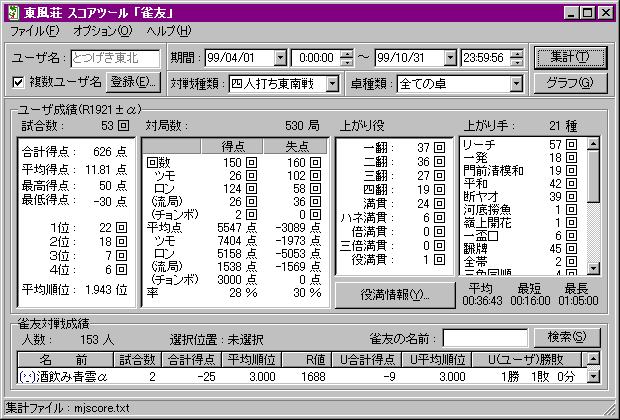 東風荘 スコアツール「雀友」
ファイル(F) オプション(O) ヘルプ(H)
ユーザ名: とつげき東北 期間: 99/04/01 0:00:00 ～ 99/10/31 23:59:56 集計(T)
複数ユーザ名 登録(E)... 対戦種類: 四人打ち東南戦 卓種類: 全ての卓 グラフ(G)
ユーザ成績(R1921±α)
試合数: 53 回 対局数: 530 局 上がり役 上がり手: 21 種
合計得点: 626 点
平均得点: 11.81 点
最高得点: 50 点
最低得点: -30 点
1位: 22 回
2位: 18 回
3位: 7 回
4位: 6 回
平均順位: 1.943 位
得点 失点
回数 150 回 160 回
ツモ 26 回 102 回
ロン 124 回 58 回
(流局) 26 回 36 回
(チョンボ) 2 回 0 回
平均点 5547 点 -3089 点
ツモ 7404 点 -1973 点
ロン 5158 点 -5053 点
(流局) 1538 点 -1569 点
(チョンボ) 3000 点 0 点
率 28 % 30 %
一翻: 37 回
二翻: 36 回
三翻: 27 回
四翻: 19 回
満貫: 24 回
ハネ満貫: 6 回
倍満貫: 0 回
三倍満貫: 0 回
役満貫: 1 回
役満情報(Y)...
リーチ 57 回
一発 18 回
門前清模和 19 回
平和 42 回
断ヤオ 39 回
河底撈魚 1 回
嶺上開花 1 回
一盃口 6 回
飜牌 45 回
全帯 2 回
三色同順 4 回
平均 最短 最長
00:36:43 00:16:00 01:05:00
雀友対戦成績
人数: 153 人 選択位置: 未選択 雀友の名前: 検索(S)
名 前 試合数 合計得点 平均順位 R値 U合計得点 U平均順位 U(ユーザ)勝敗
(;-;)酒飲み青雲α 2 -25 3.000 1688 -9 3.000 1勝 1敗 0分
集計ファイル: mjscore.txt